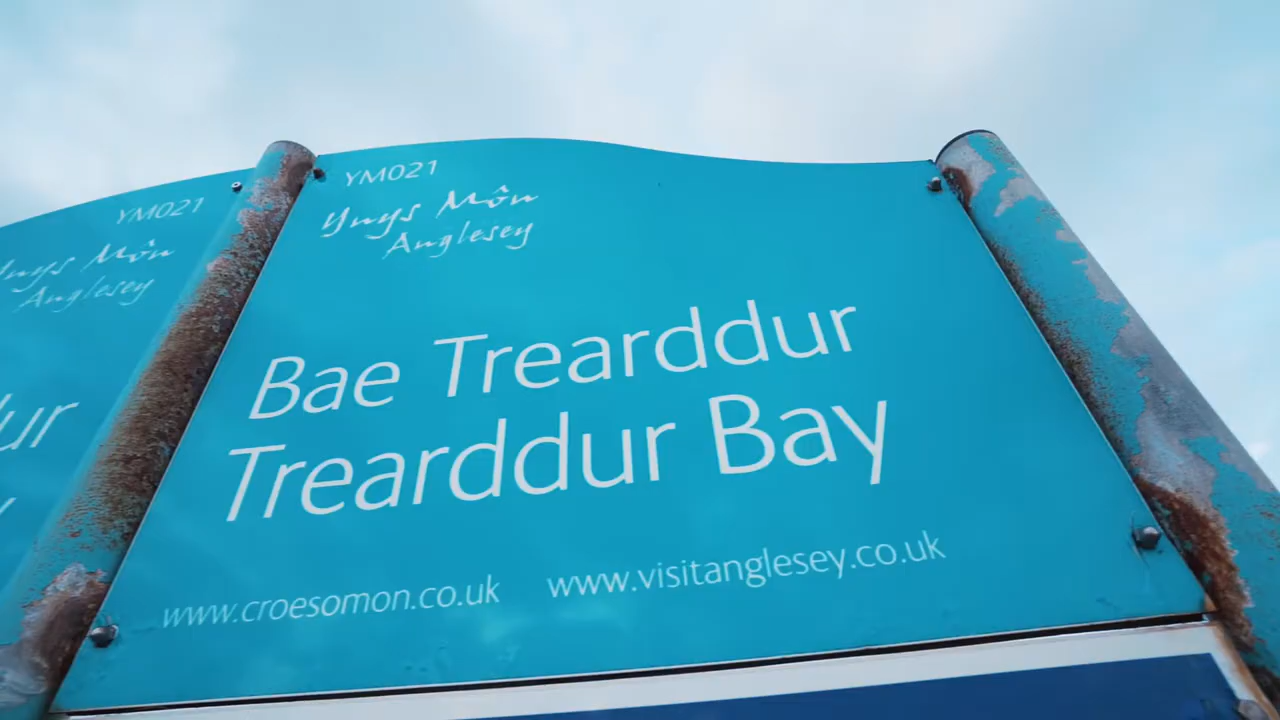 YM021
Ynys Môn
Anglesey
ur
YM021
Ynys Môn
Anglesey
Bae Trearddur
Trearddur Bay
www.croesomon.co.uk www.visitanglesey.co.uk